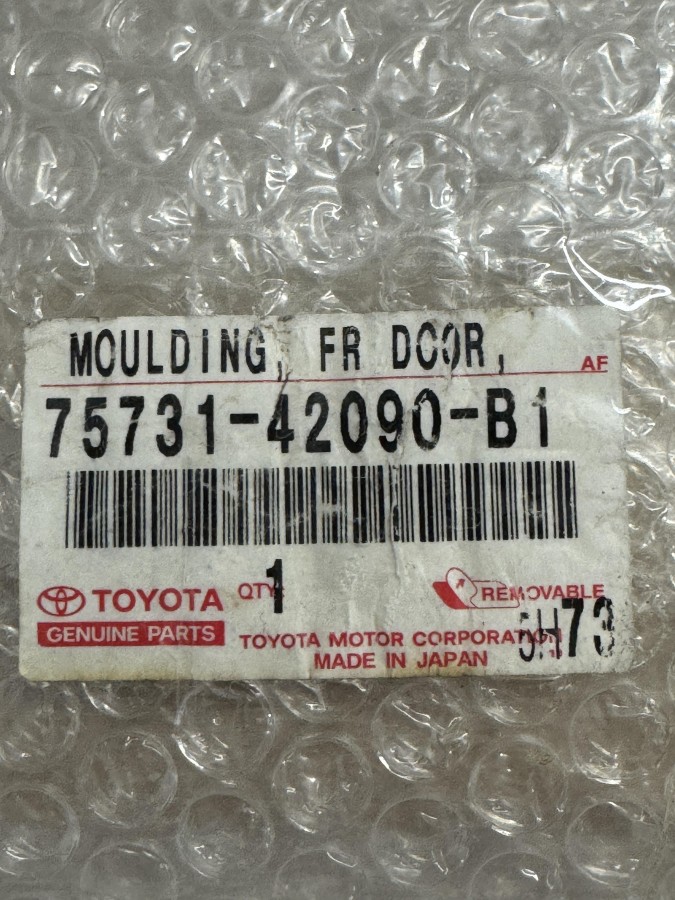 MOULDING, FR DOOR,
AF
75731-42090-B1
TOYOTA QTY 1 REMOVABLE
GENUINE PARTS
5H73
TOYOTA MOTOR CORPORATION
MADE IN JAPAN